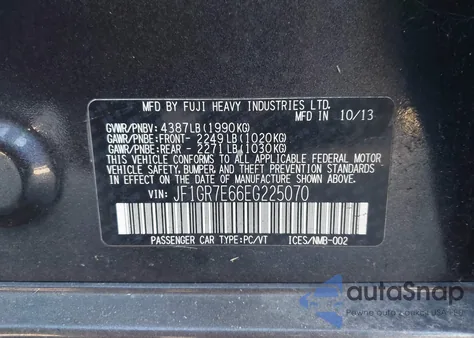 MFD BY FUJI HEAVY INDUSTRIES LTD.
10/13
GVWR/PNBV: 4387LB(1990KG)
GAWR/PNBE:FRONT- 2249LB(1020KG)
GAWR/PNBE:REAR - 2271LB(1030KG)
THIS VEHICLE CONFORMS TO ALL APPLICABLE FEDERAL MOTOR
VEHICLE SAFETY, BUMPER, AND THEFT PREVENTION STANDARDS
IN EFFECT ON THE DATE OF MANUFACTURE SHOWN ABOVE.
VIN: JF1GR7E66EG225070
PASSENGER CAR TYPE:PC/VT ICES/NMB-002
autoSnap